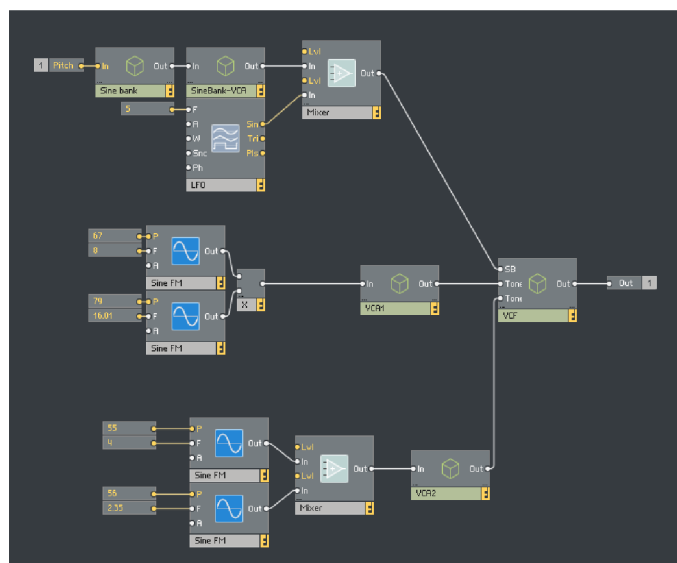 1 Pitch
In Out
Sine bank
In Out
SineBank-VCA
Lvl
In
Lvl
In
Out
Mixer
5
F
A
W
Snc
Ph
Sin
Tri
Pls
LFO
67
8
P
F
A
Out
Sine FM
79
16.01
P
F
A
Out
Sine FM
X
In Out
VCA1
SB
Tone
Tone
Out
VCF
Out 1
55
4
P
F
A
Out
Sine FM
56
2.35
P
F
A
Out
Sine FM
Lvl
In
Lvl
In
Out
Mixer
In Out
VCA2